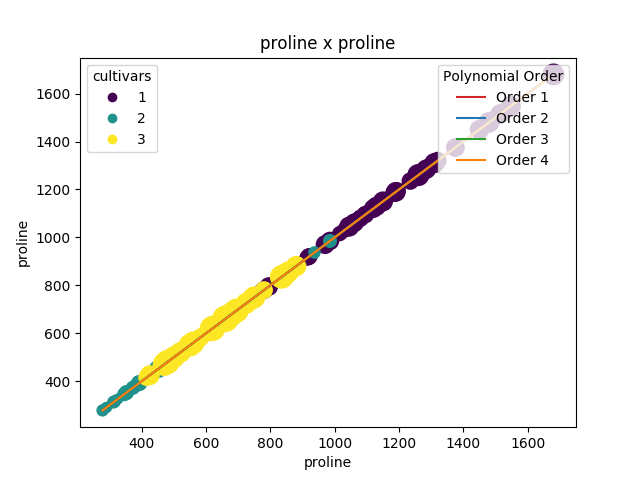 proline x proline
cultivars
1
2
3
Polynomial Order
Order 1
Order 2
Order 3
Order 4
1600
1400
1200
1000
800
600
400
proline
400 600 800 1000 1200 1400 1600
proline